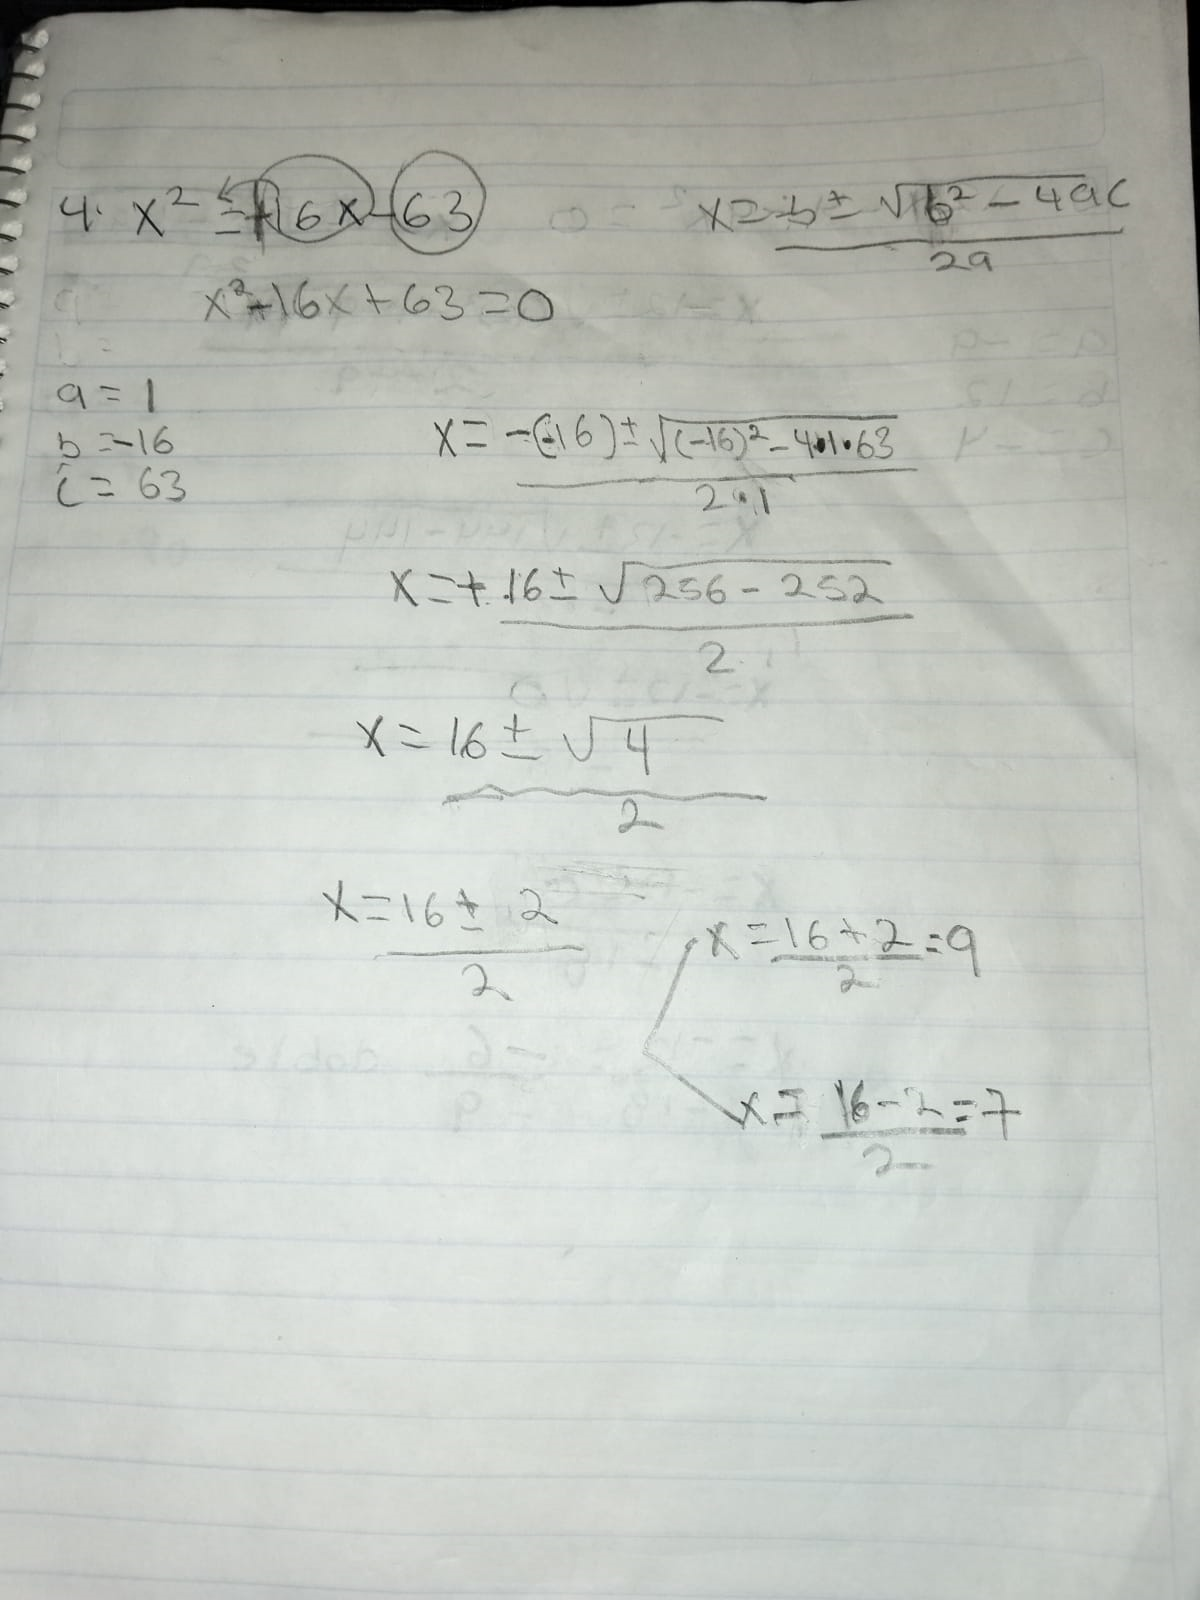 4. x² = +16x - 63
x = -b ± √b² - 4ac
2a
x² - 16x + 63 = 0
a = 1
b = -16
c = 63
x = -(-16) ± √(-16)² - 4•1•63
2•1
x = + 16 ± √256 - 252
2
x = 16 ± √4
2
x = 16 ± 2
2
x = 16 + 2 = 9
2
x = 16 - 2 = 7
2